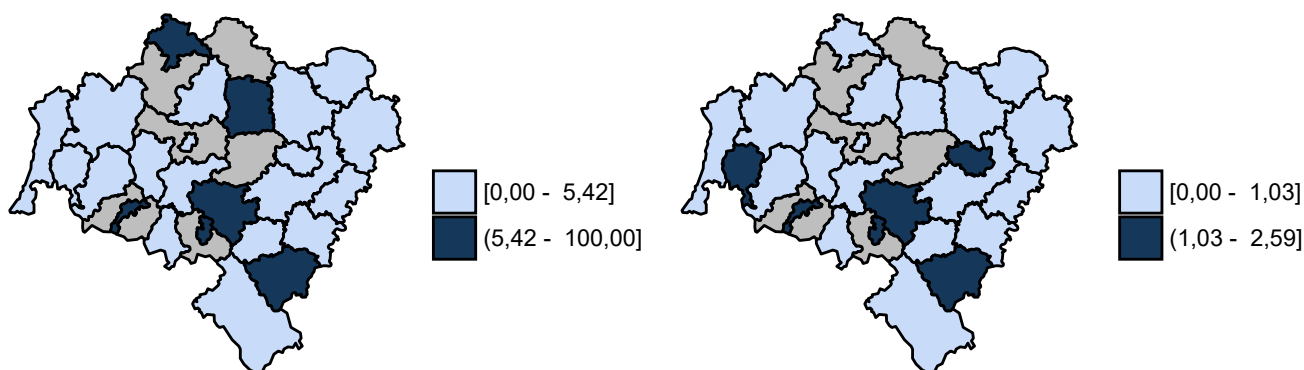 [0,00 - 5,42]
(5,42 - 100,00]
[0,00 - 1,03]
(1,03 - 2,59]